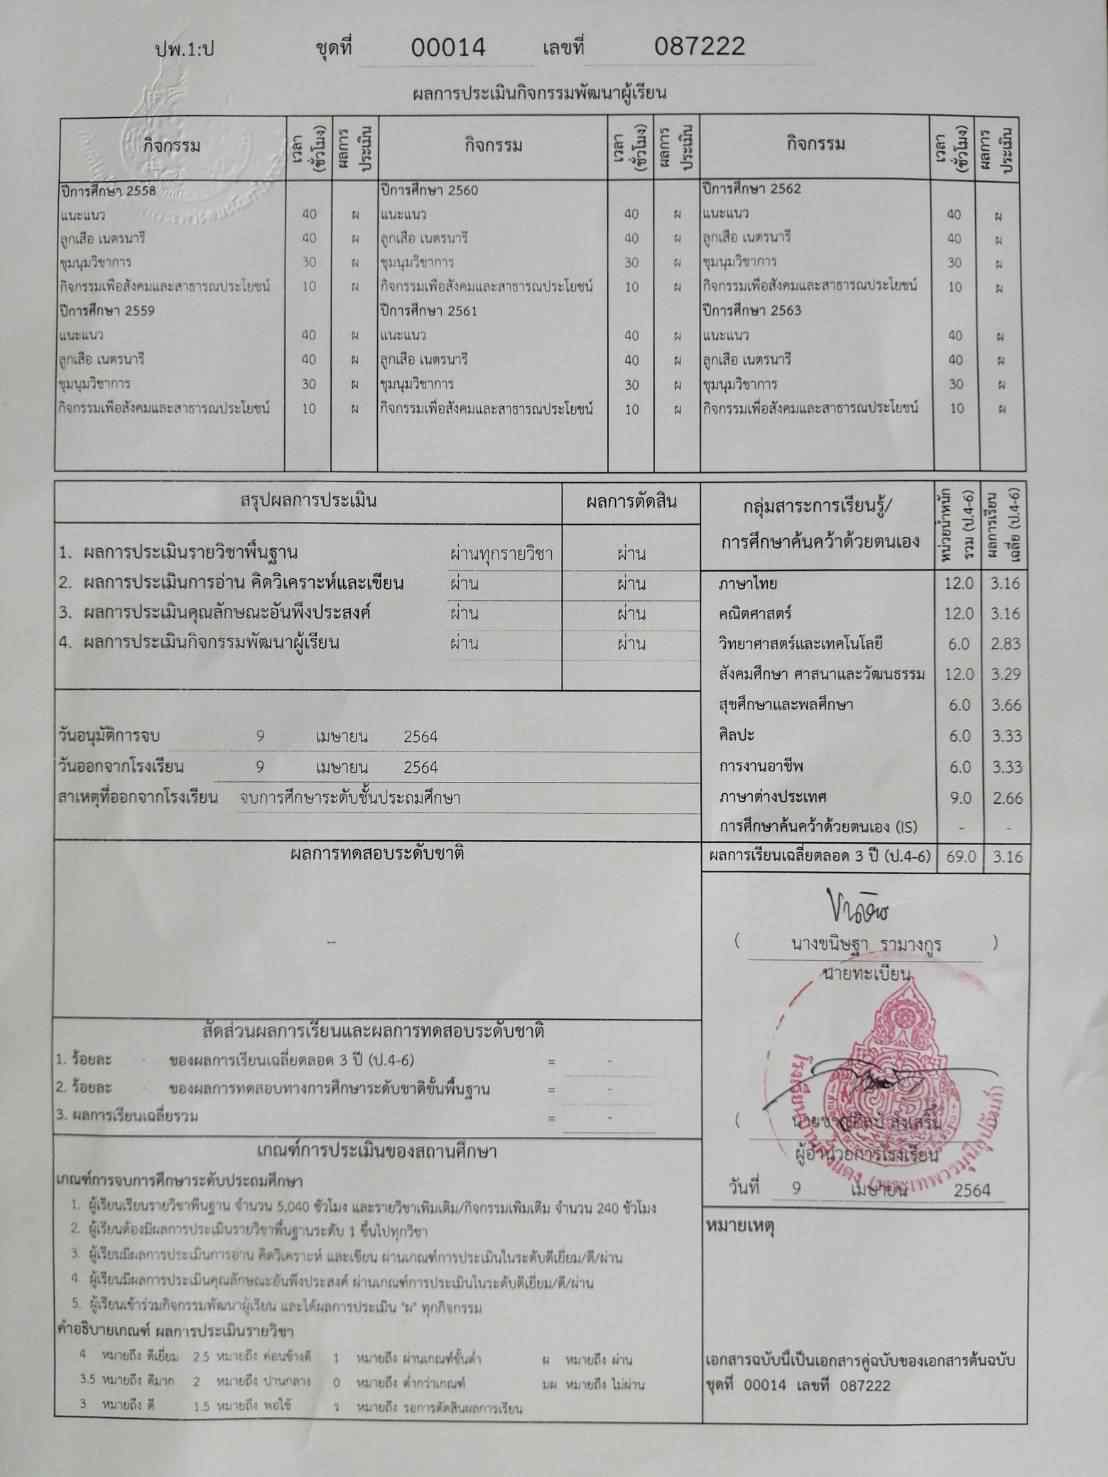 ปพ.1:ป ชุดที่ 00014 เลขที่ 087222
ผลการประเมินกิจกรรมพัฒนาผู้เรียน
กิจกรรม เวลา (ชั่วโมง) ผลการประเมิน กิจกรรม เวลา (ชั่วโมง) ผลการประเมิน กิจกรรม เวลา (ชั่วโมง) ผลการประเมิน
ปีการศึกษา 2558 ปีการศึกษา 2560 ปีการศึกษา 2562
แนะแนว 40 ผ แนะแนว 40 ผ แนะแนว 40 ผ
ลูกเสือ เนตรนารี 40 ผ ลูกเสือ เนตรนารี 40 ผ ลูกเสือ เนตรนารี 40 ผ
ชุมนุมวิชาการ 30 ผ ชุมนุมวิชาการ 30 ผ ชุมนุมวิชาการ 30 ผ
กิจกรรมเพื่อสังคมและสาธารณประโยชน์ 10 ผ กิจกรรมเพื่อสังคมและสาธารณประโยชน์ 10 ผ กิจกรรมเพื่อสังคมและสาธารณประโยชน์ 10 ผ
ปีการศึกษา 2559 ปีการศึกษา 2561 ปีการศึกษา 2563
แนะแนว 40 ผ แนะแนว 40 ผ แนะแนว 40 ผ
ลูกเสือ เนตรนารี 40 ผ ลูกเสือ เนตรนารี 40 ผ ลูกเสือ เนตรนารี 40 ผ
ชุมนุมวิชาการ 30 ผ ชุมนุมวิชาการ 30 ผ ชุมนุมวิชาการ 30 ผ
กิจกรรมเพื่อสังคมและสาธารณประโยชน์ 10 ผ กิจกรรมเพื่อสังคมและสาธารณประโยชน์ 10 ผ กิจกรรมเพื่อสังคมและสาธารณประโยชน์ 10 ผ
สรุปผลการประเมิน ผลการตัดสิน
1. ผลการประเมินรายวิชาพื้นฐาน ผ่านทุกรายวิชา ผ่าน
2. ผลการประเมินการอ่าน คิดวิเคราะห์และเขียน ผ่าน ผ่าน
3. ผลการประเมินคุณลักษณะอันพึงประสงค์ ผ่าน ผ่าน
4. ผลการประเมินกิจกรรมพัฒนาผู้เรียน ผ่าน ผ่าน
วันอนุมัติการจบ 9 เมษายน 2564
วันออกจากโรงเรียน 9 เมษายน 2564
สาเหตุที่ออกจากโรงเรียน จบการศึกษาระดับชั้นประถมศึกษา
กลุ่มสาระการเรียนรู้/
การศึกษาค้นคว้าด้วยตนเอง
หน่วยน้ำหนัก รวม (ป.4-6)
ผลการเรียน เฉลี่ย (ป.4-6)
ภาษาไทย 12.0 3.16
คณิตศาสตร์ 12.0 3.16
วิทยาศาสตร์และเทคโนโลยี 6.0 2.83
สังคมศึกษา ศาสนาและวัฒนธรรม 12.0 3.29
สุขศึกษาและพลศึกษา 6.0 3.66
ศิลปะ 6.0 3.33
การงานอาชีพ 6.0 3.33
ภาษาต่างประเทศ 9.0 2.66
การศึกษาค้นคว้าด้วยตนเอง (IS) - -
ผลการเรียนเฉลี่ยตลอด 3 ปี (ป.4-6) 69.0 3.16
ผลการทดสอบระดับชาติ
--
สัดส่วนผลการเรียนและผลการทดสอบระดับชาติ
1. ร้อยละ - ของผลการเรียนเฉลี่ยตลอด 3 ปี (ป.4-6) = -
2. ร้อยละ - ของผลการทดสอบทางการศึกษาระดับชาติขั้นพื้นฐาน = -
3. ผลการเรียนเฉลี่ยรวม = -
( นางขนิษฐา รามางกูร )
นายทะเบียน
ส่งเสริม
ผู้อำนวยการโรงเรียน
วันที่ 9 เมษายน 2564
เกณฑ์การประเมินของสถานศึกษา
เกณฑ์การจบการศึกษาระดับประถมศึกษา
1. ผู้เรียนเรียนรายวิชาพื้นฐาน จำนวน 5,040 ชั่วโมง และรายวิชาเพิ่มเติม/กิจกรรมเพิ่มเติม จำนวน 240 ชั่วโมง
2. ผู้เรียนต้องมีผลการประเมินรายวิชาพื้นฐานระดับ 1 ขึ้นไปทุกวิชา
3. ผู้เรียนมีผลการประเมินการอ่าน คิดวิเคราะห์ และเขียน ผ่านเกณฑ์การประเมินในระดับดีเยี่ยม/ดี/ผ่าน
4. ผู้เรียนมีผลการประเมินคุณลักษณะอันพึงประสงค์ ผ่านเกณฑ์การประเมินในระดับดีเยี่ยม/ดี/ผ่าน
5. ผู้เรียนเข้าร่วมกิจกรรมพัฒนาผู้เรียน และได้ผลการประเมิน "ผ" ทุกกิจกรรม
คำอธิบายเกณฑ์ ผลการประเมินรายวิชา
4 หมายถึง ดีเยี่ยม 2.5 หมายถึง ค่อนข้างดี 1 หมายถึง ผ่านเกณฑ์ขั้นต่ำ ผ หมายถึง ผ่าน
3.5 หมายถึง ดีมาก 2 หมายถึง ปานกลาง 0 หมายถึง ต่ำกว่าเกณฑ์ มผ หมายถึง ไม่ผ่าน
3 หมายถึง ดี 1.5 หมายถึง พอใช้ ร หมายถึง รอการตัดสินผลการเรียน
หมายเหตุ
เอกสารฉบับนี้เป็นเอกสารคู่ฉบับของเอกสารต้นฉบับ
ชุดที่ 00014 เลขที่ 087222